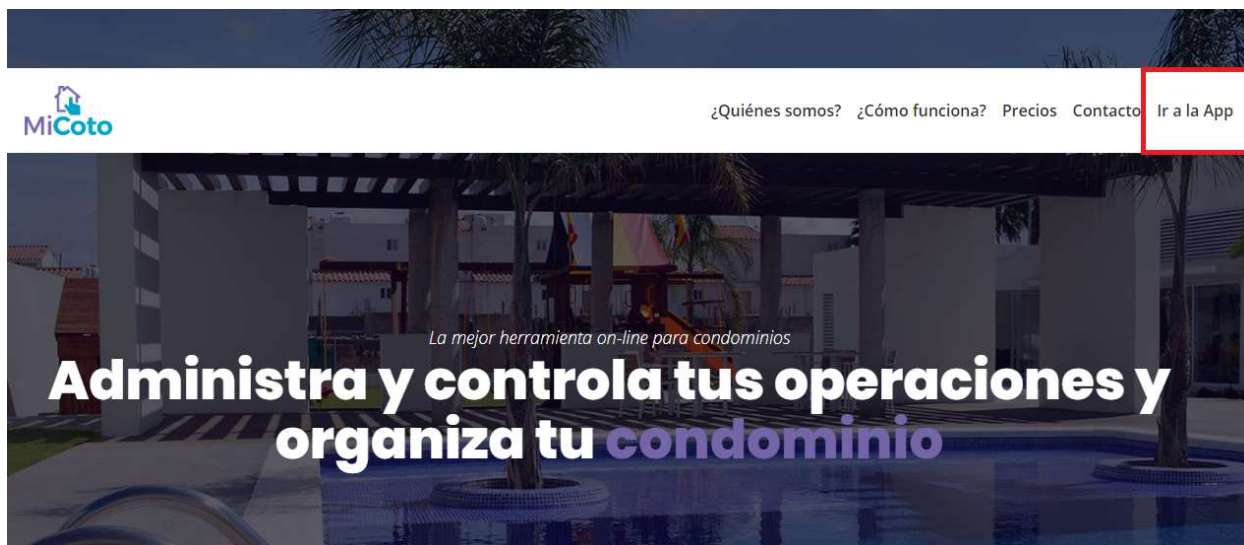 MiCoto
¿Quiénes somos? ¿Cómo funciona? Precios Contacto Ir a la App
La mejor herramienta on-line para condominios
Administra y controla tus operaciones y
organiza tu condominio